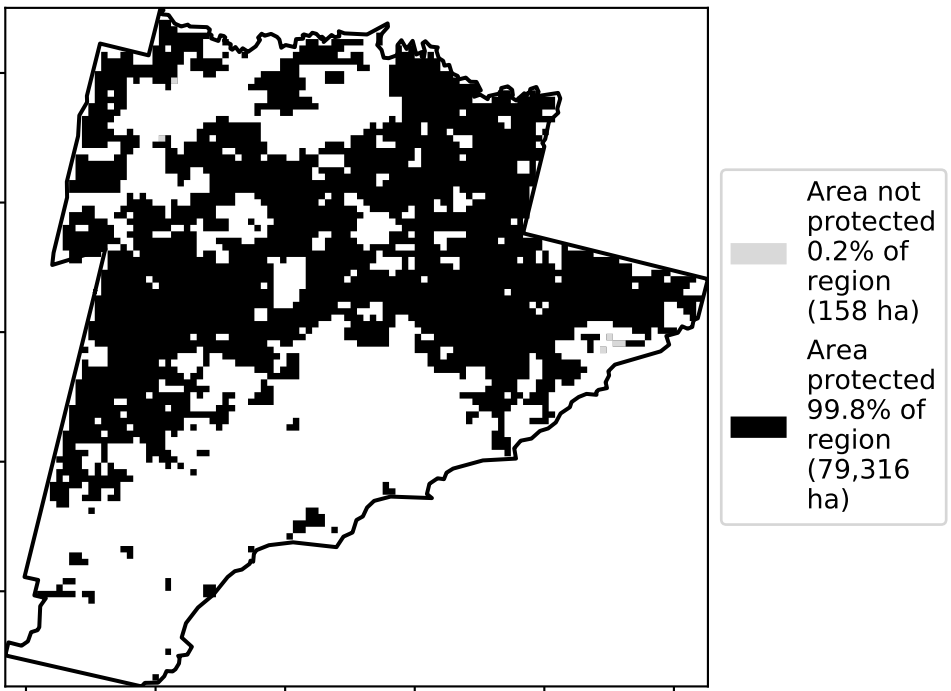 Area not
protected
0.2% of
region
(158 ha)
Area
protected
99.8% of
region
(79,316
ha)